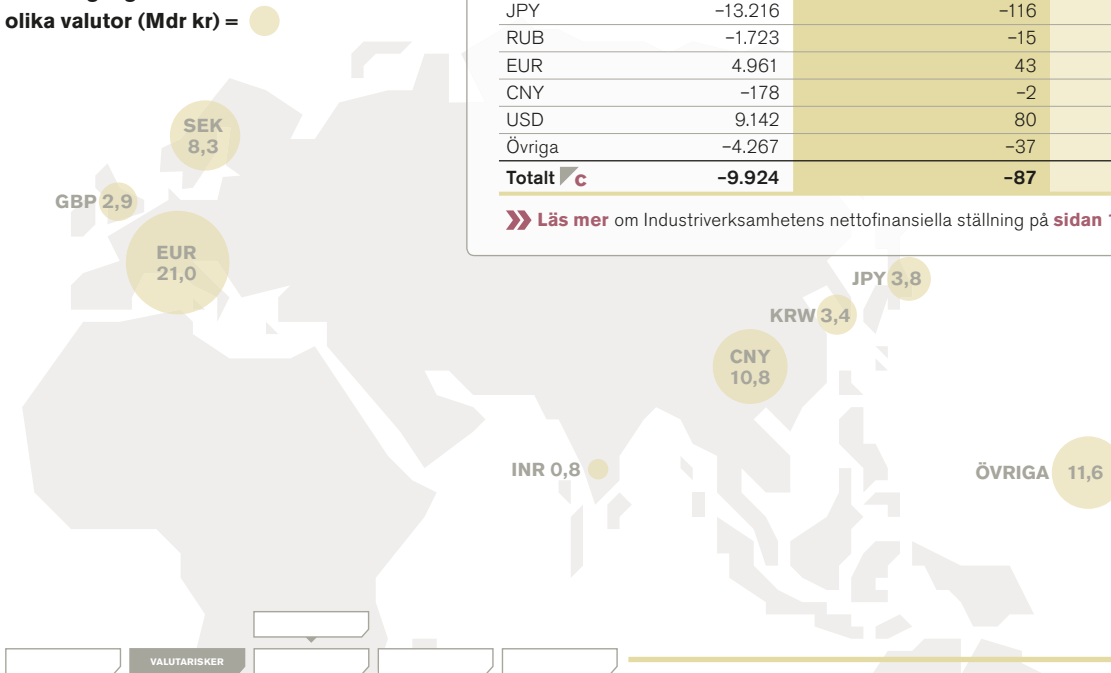 olika valutor (Mdr kr) =
JPY –13.216 –116
RUB –1.723 –15
EUR 4.961 43
CNY –178 –2
USD 9.142 80
Övriga –4.267 –37
Totalt C –9.924 –87
Läs mer om Industriverksamhetens nettofinansiella ställning på sidan
SEK
8,3
GBP 2,9
EUR
21,0
JPY 3,8
KRW 3,4
CNY
10,8
INR 0,8
ÖVRIGA 11,6
VALUTARISKER